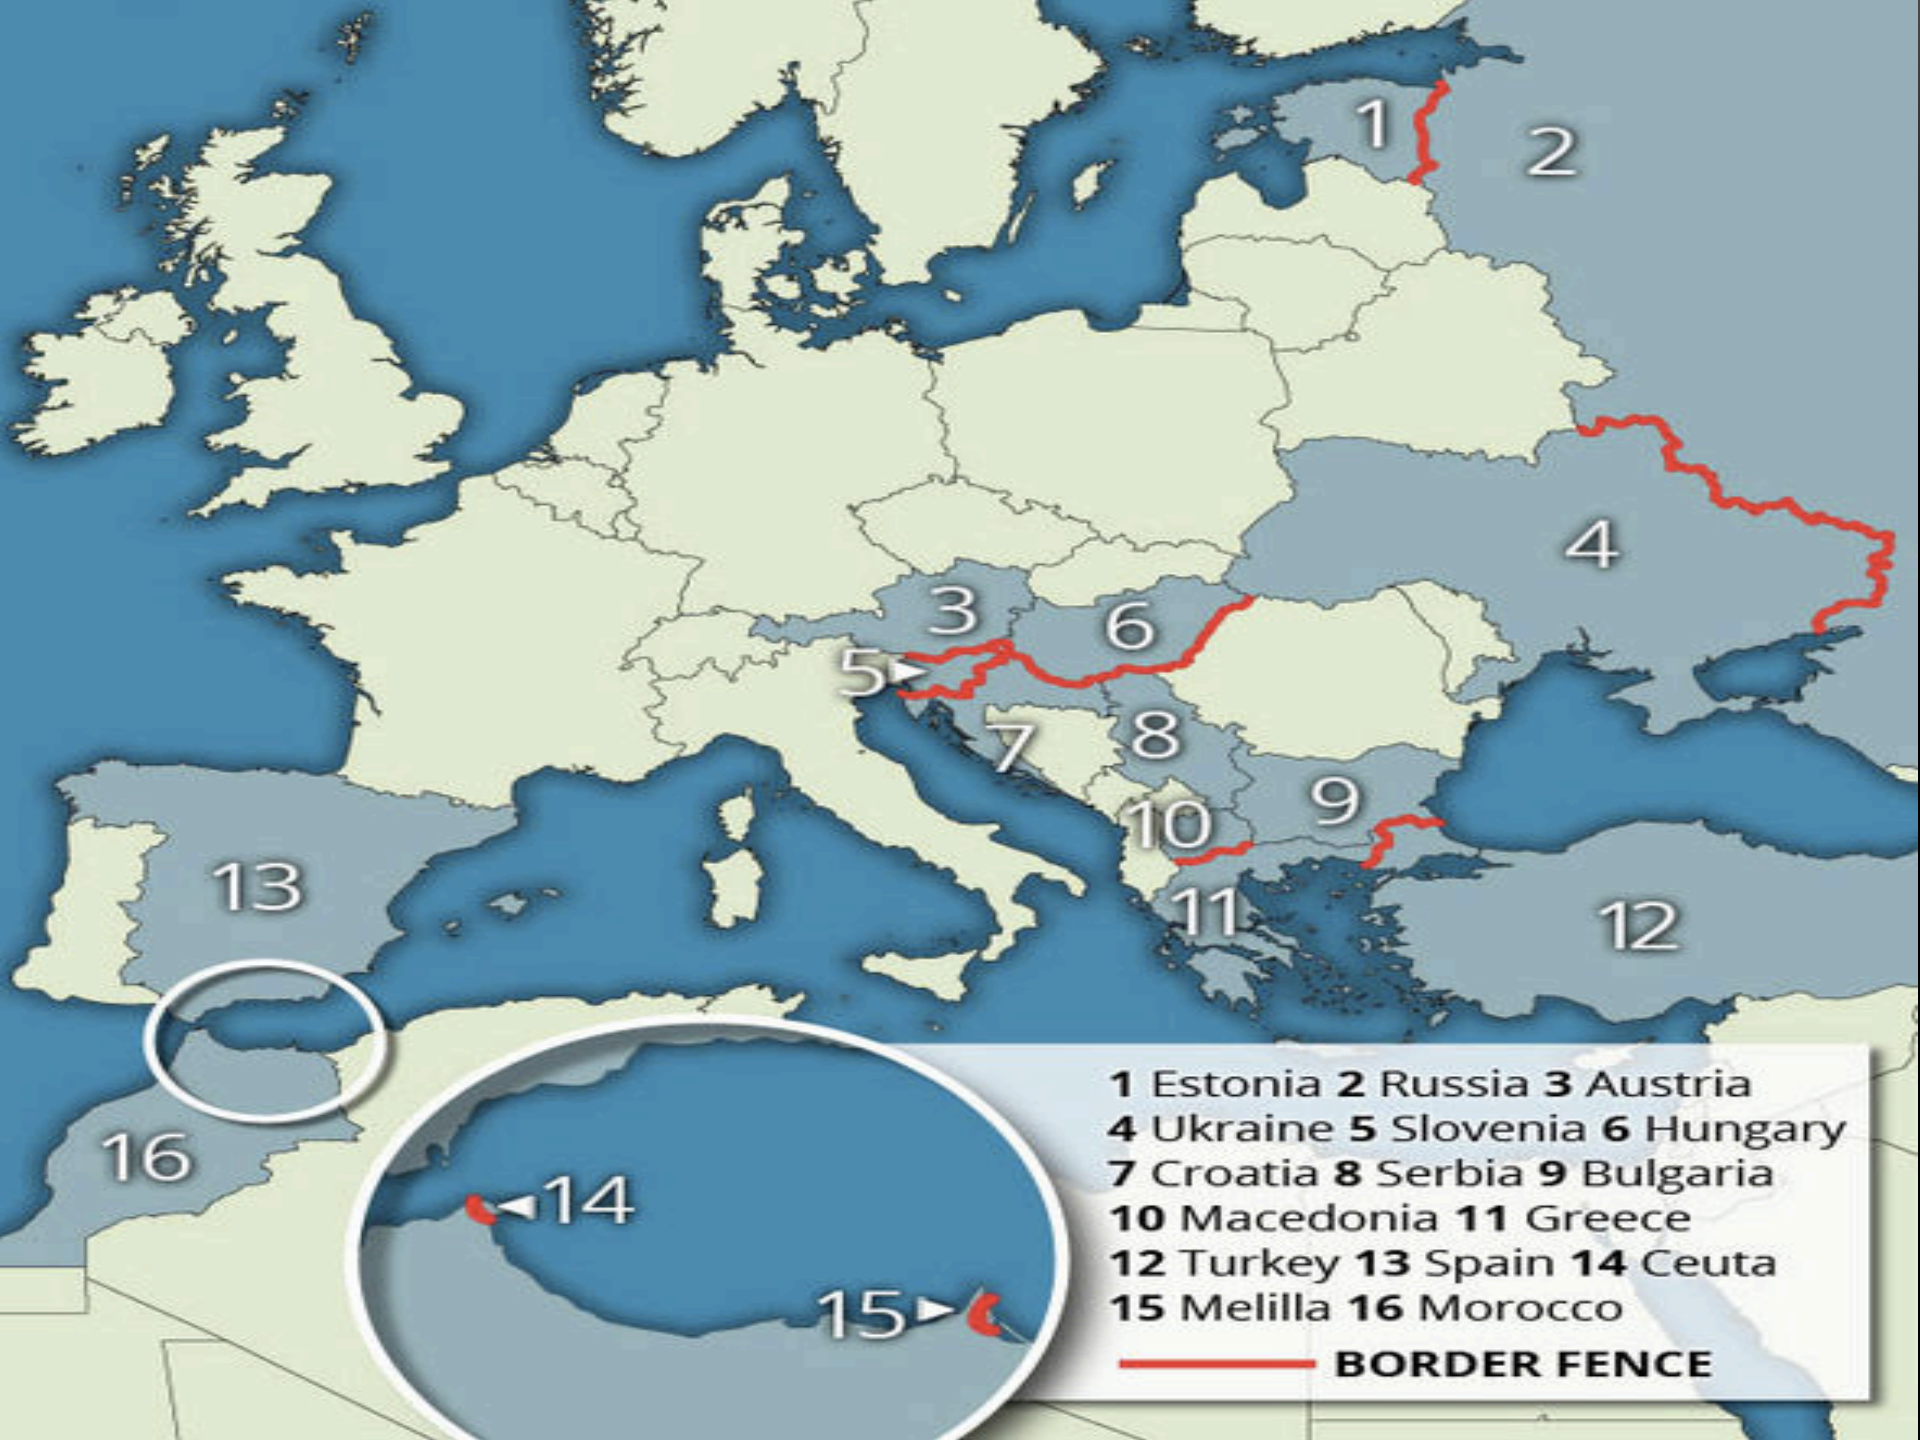 1
2
3
4
5
6
7
8
9
10
11
12
13
14
15
16
1 Estonia 2 Russia 3 Austria
4 Ukraine 5 Slovenia 6 Hungary
7 Croatia 8 Serbia 9 Bulgaria
10 Macedonia 11 Greece
12 Turkey 13 Spain 14 Ceuta
15 Melilla 16 Morocco
BORDER FENCE